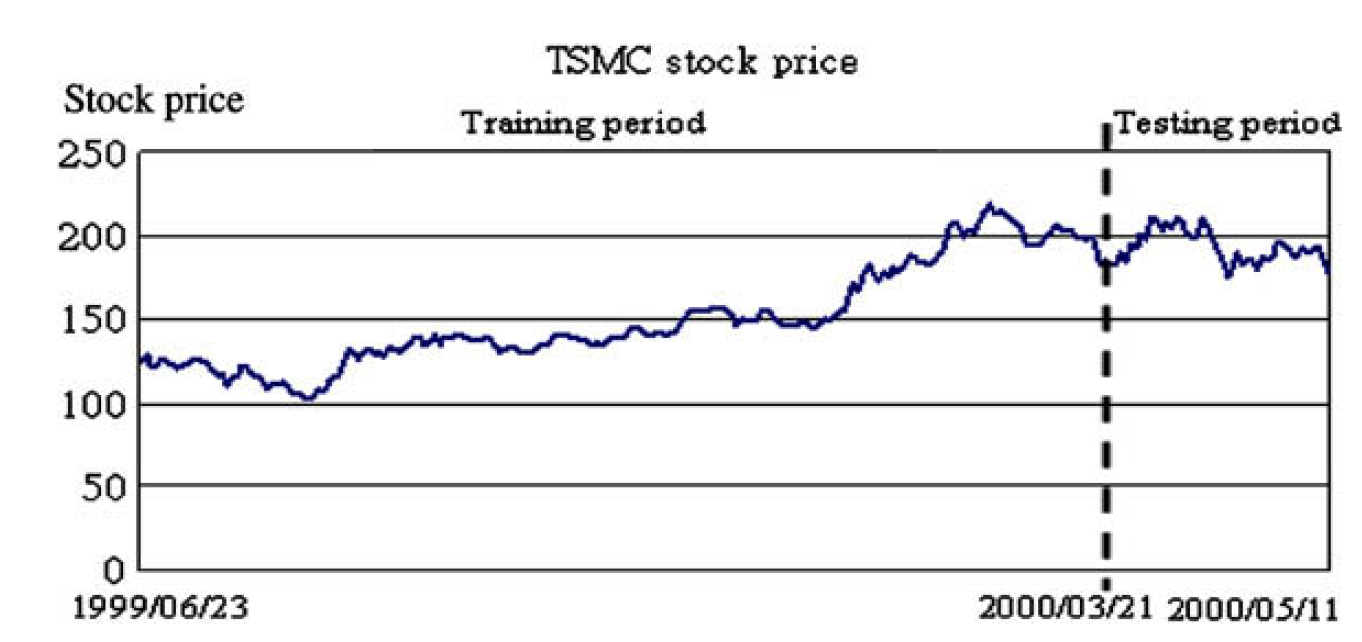 TSMC stock price
Stock price
Training period
Testing period
250
200
150
100
50
0
1999/06/23
2000/03/21
2000/05/11